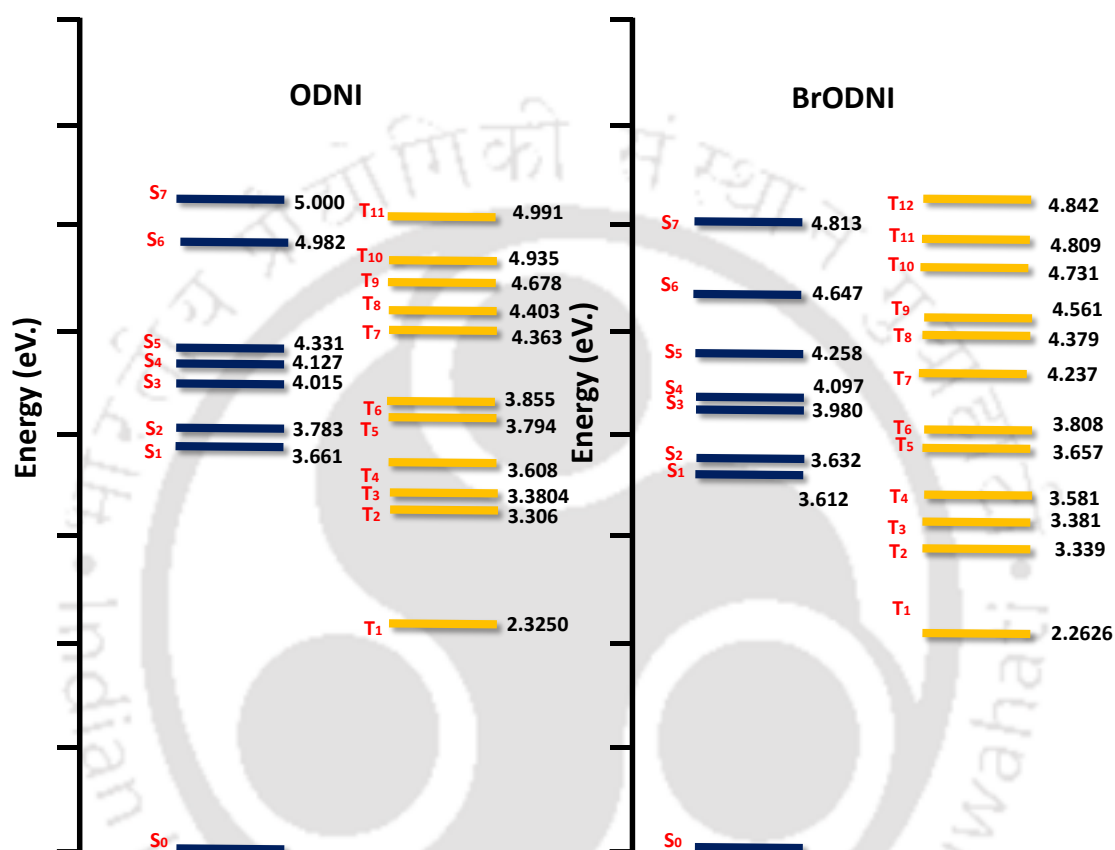 ODNI
BrODNI
Energy (eV.)
S7
5.000
S6
4.982
S5
4.331
S4
4.127
S3
4.015
S2
3.783
S1
3.661
S0
T11
4.991
T10
4.935
T9
4.678
T8
4.403
T7
4.363
T6
3.855
T5
3.794
T4
3.608
T3
3.3804
T2
3.306
T1
2.3250
Energy (eV.)
S7
4.813
S6
4.647
S5
4.258
S4
4.097
S3
3.980
S2
3.632
S1
3.612
S0
T12
4.842
T11
4.809
T10
4.731
T9
4.561
T8
4.379
T7
4.237
T6
3.808
T5
3.657
T4
3.581
T3
3.381
T2
3.339
T1
2.2626
Indian
wahati